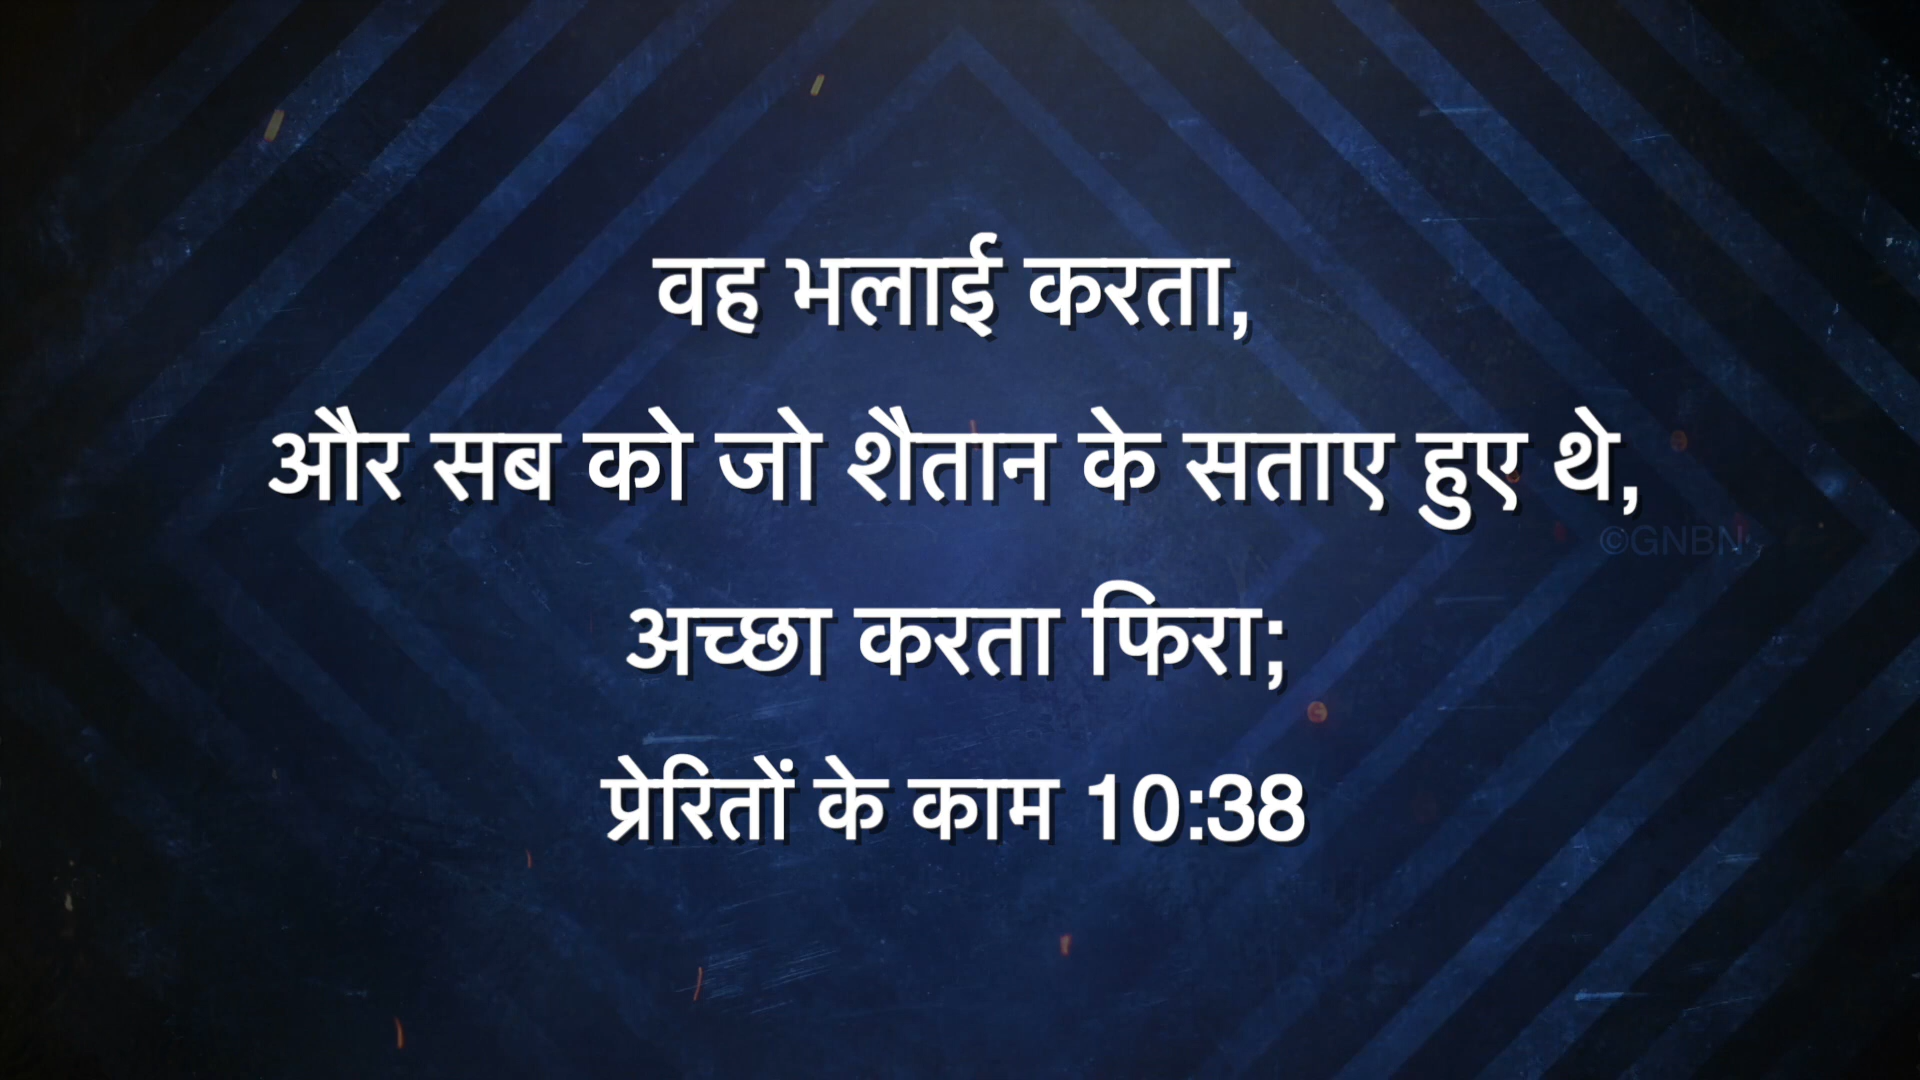 वह भलाई करता,
और सब को जो शैतान के सताए हुए थे,
©GNBN
अच्छा करता फिरा;
प्रेरितों के काम 10:38